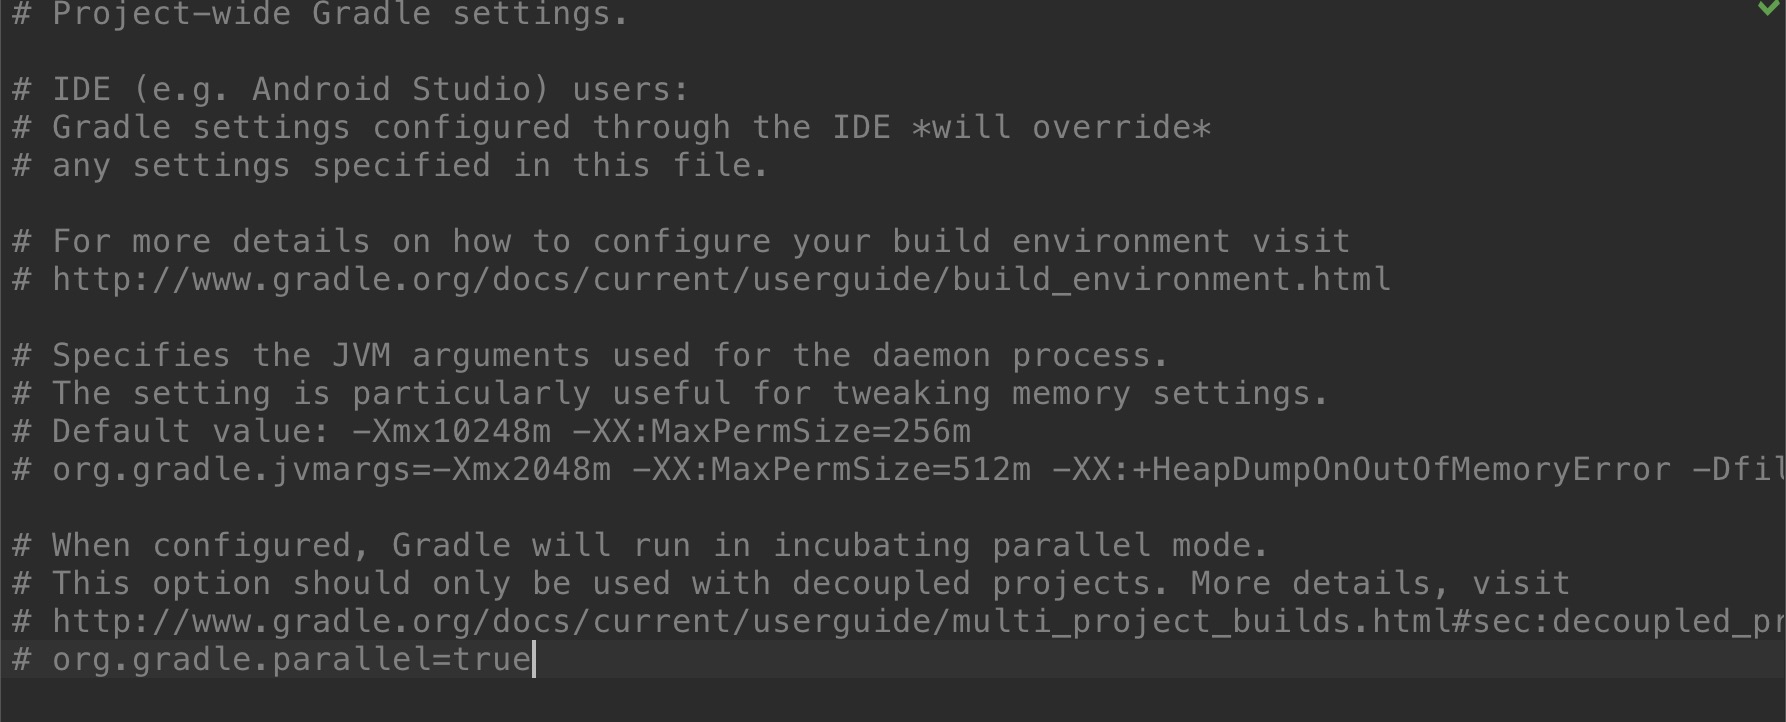 # Project-wide Gradle settings.
# IDE (e.g. Android Studio) users:
# Gradle settings configured through the IDE *will override*
# any settings specified in this file.
# For more details on how to configure your build environment visit
# http://www.gradle.org/docs/current/userguide/build_environment.html
# Specifies the JVM arguments used for the daemon process.
# The setting is particularly useful for tweaking memory settings.
# Default value: -Xmx10248m -XX:MaxPermSize=256m
# org.gradle.jvmargs=-Xmx2048m -XX:MaxPermSize=512m -XX:+HeapDumpOnOutOfMemoryError -Dfil
# When configured, Gradle will run in incubating parallel mode.
# This option should only be used with decoupled projects. More details, visit
# http://www.gradle.org/docs/current/userguide/multi_project_builds.html#sec:decoupled_pr
# org.gradle.parallel=true